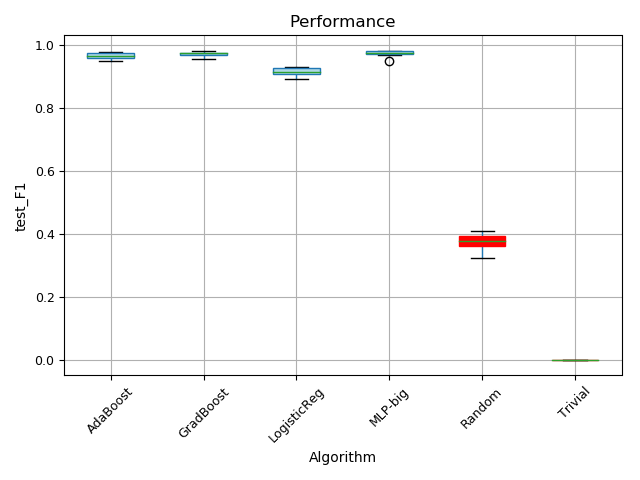 Performance
1.0
0.8
0.6
0.4
0.2
0.0
test_F1
AdaBoost
GradBoost
LogisticReg
MLP-big
Random
Trivial
Algorithm